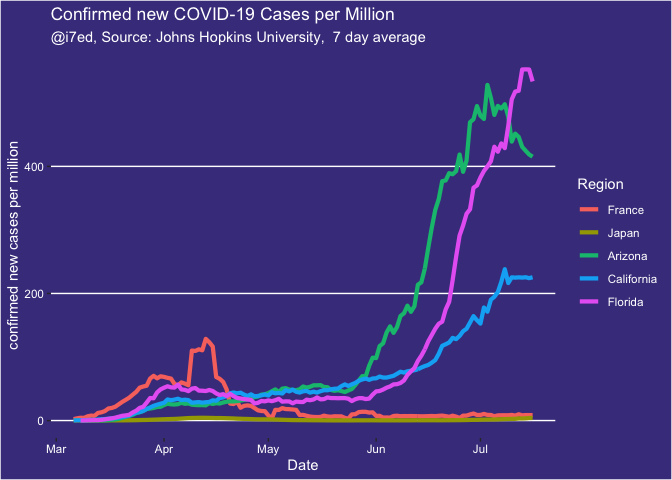 Confirmed new COVID-19 Cases per Million
@i7ed, Source: Johns Hopkins University,  7 day average
confirmed new cases per million
400
200
0
Mar
Apr
May
Jun
Jul
Date
Region
France
Japan
Arizona
California
Florida